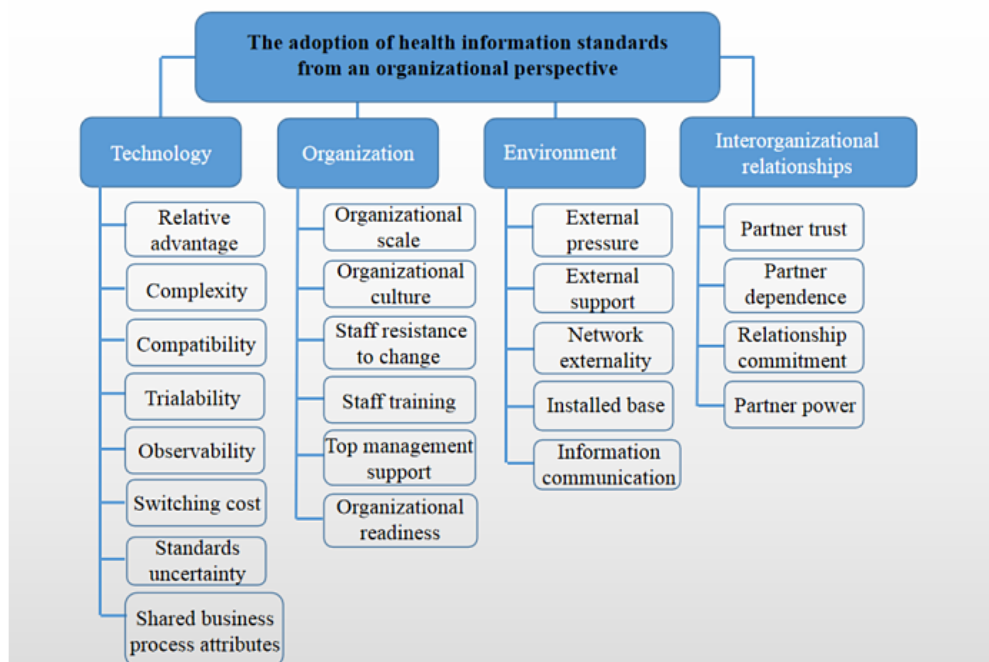 The adoption of health information standards
from an organizational perspective
Technology
Organization
Environment
Interorganizational
relationships
Relative
advantage
Complexity
Compatibility
Trialability
Observability
Switching cost
Standards
uncertainty
Shared business
process attributes
Organizational
scale
Organizational
culture
Staff resistance
to change
Staff training
Top management
support
Organizational
readiness
External
pressure
External
support
Network
externality
Installed base
Information
communication
Partner trust
Partner
dependence
Relationship
commitment
Partner power